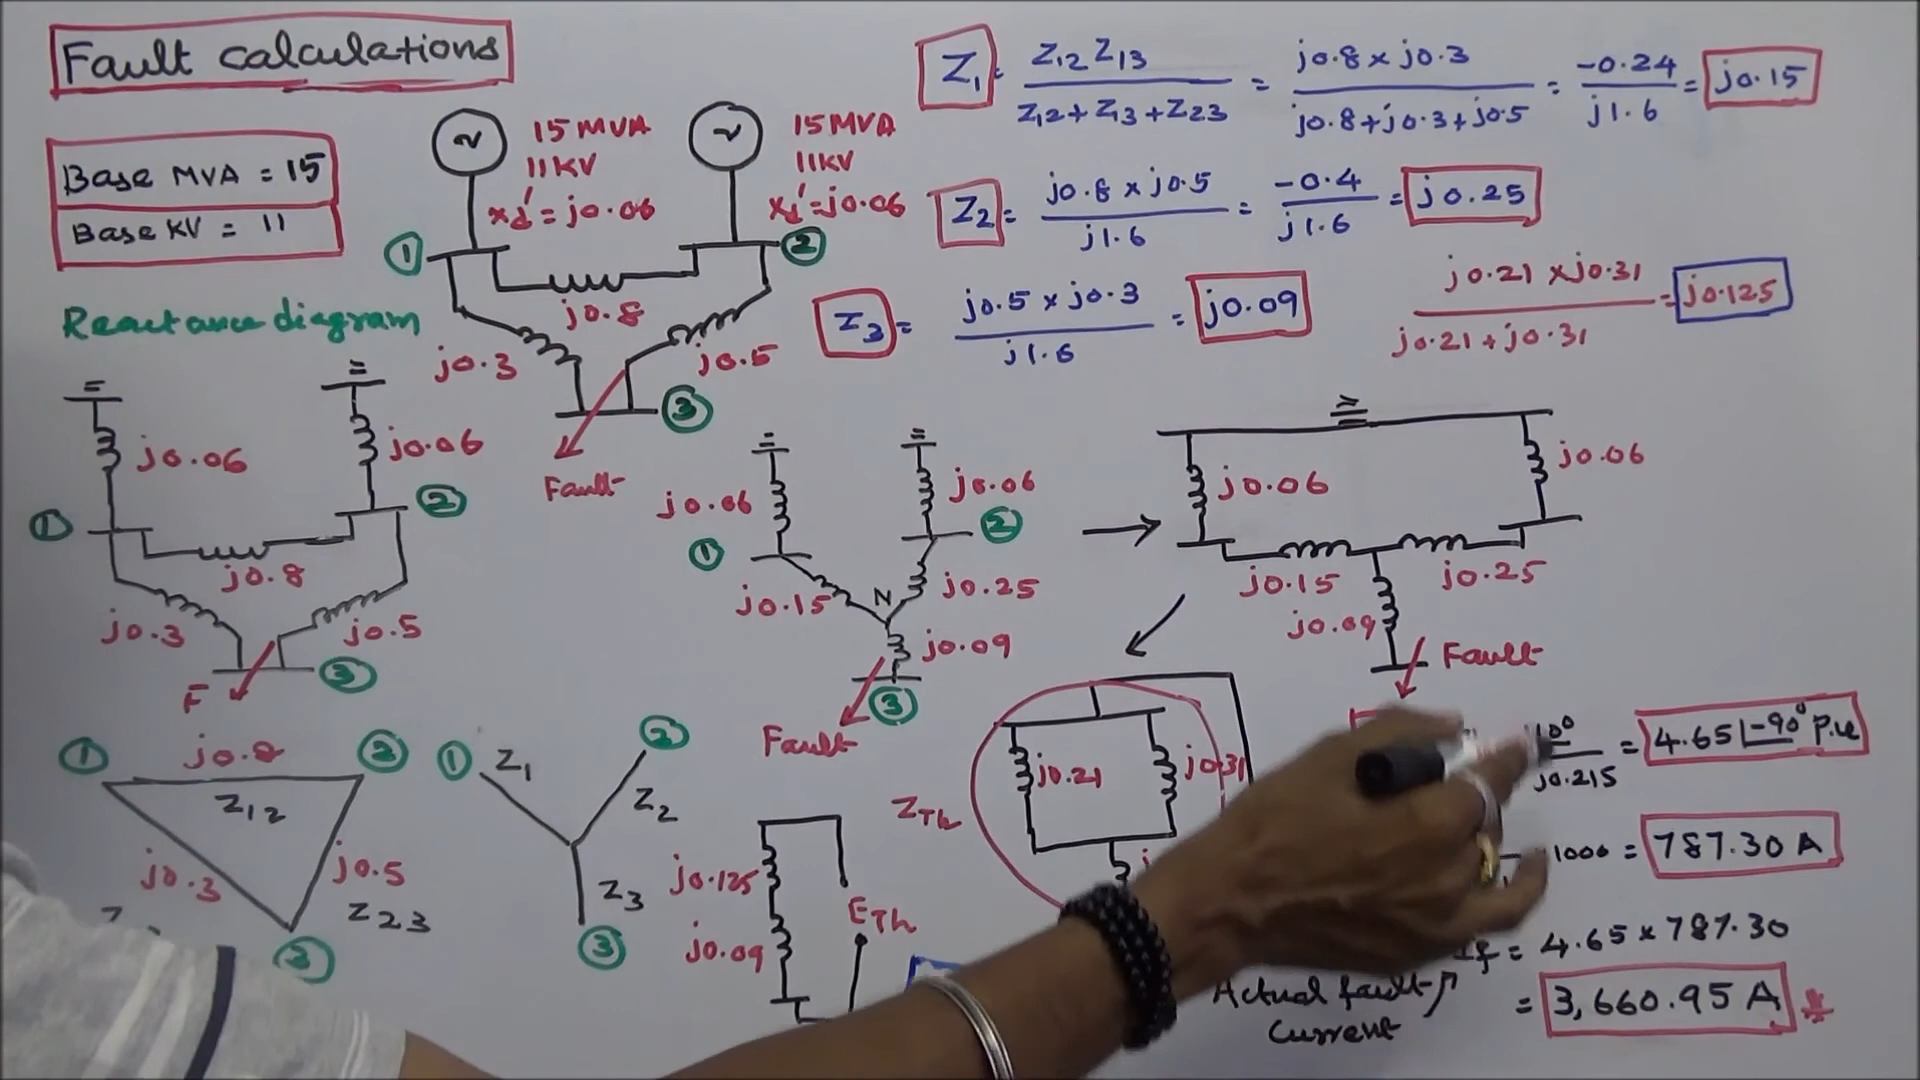 Fault calculations
Base MVA = 15
Base KV = 11
~
15 MVA
11KV
xd' = j0.06
~
15 MVA
11KV
xd' = j0.06
1
2
j0.8
j0.3
j0.5
3
Fault
Z1 = Z12 Z13 / Z12 + Z13 + Z23 = j0.8 x j0.3 / j0.8 + j0.3 + j0.5 = -0.24 / j1.6 = j0.15
Z2 = j0.8 x j0.5 / j1.6 = -0.4 / j1.6 = j0.25
Z3 = j0.5 x j0.3 / j1.6 = j0.09
j0.21 x j0.31 / j0.21 + j0.31 = j0.125
Reactance diagram
j0.06
j0.06
1
2
j0.8
j0.3
j0.5
F
3
j0.06
j0.06
1
2
j0.15
N
j0.25
j0.09
3
Fault
j0.06
j0.06
j0.15
j0.25
j0.09
Fault
1
j0.8
2
Z12
j0.3
j0.5
Z23
3
1
Z1
2
Z2
Z3
3
j0.125
j0.09
ETh
ZTh
j0.21
j0.31
j0.215 = 4.65 ∠-90° p.u
1000 = 787.30 A
If = 4.65 x 787.30
Actual fault
current
= 3,660.95 A *